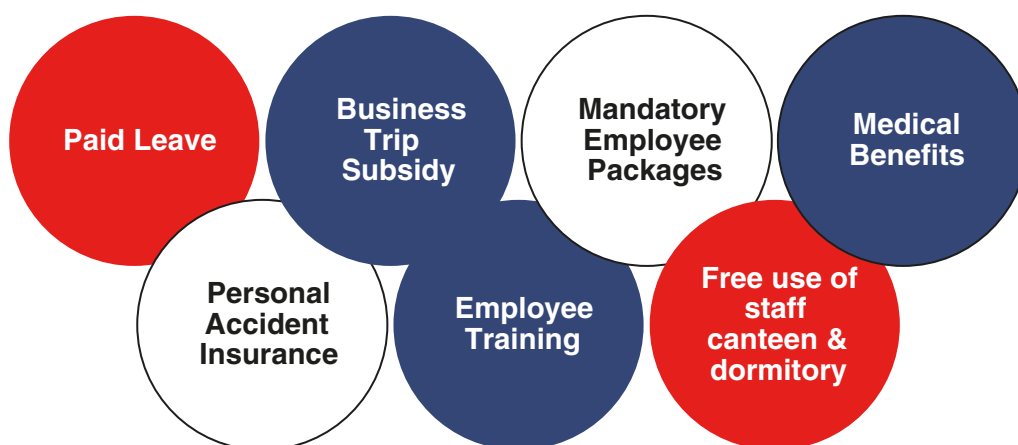 Paid Leave
Business
Trip
Subsidy
Mandatory
Employee
Packages
Medical
Benefits
Personal
Accident
Insurance
Employee
Training
Free use of
staff
canteen &
dormitory